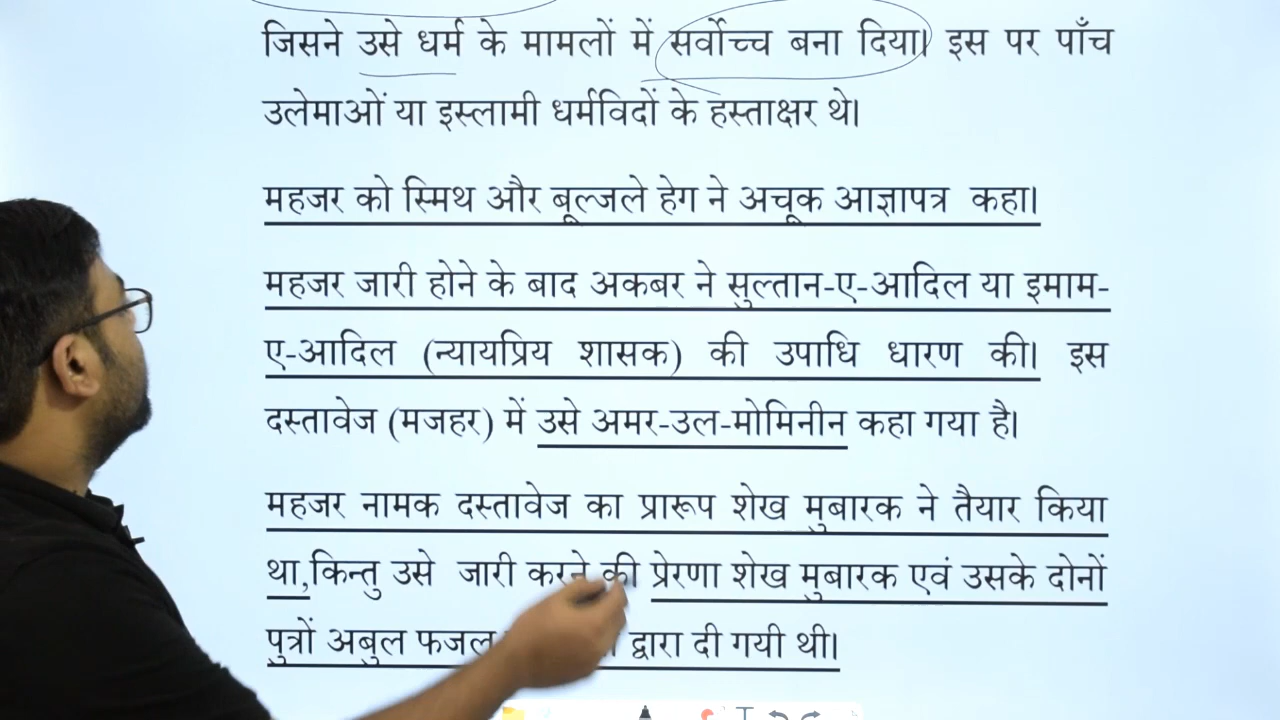 जिसने उसे धर्म के मामलों में सर्वोच्च बना दिया। इस पर पाँच
उलेमाओं या इस्लामी धर्मविदों के हस्ताक्षर थे।
महजर को स्मिथ और बूल्जले हेग ने अचूक आज्ञापत्र कहा।
महजर जारी होने के बाद अकबर ने सुल्तान-ए-आदिल या इमाम-
ए-आदिल (न्यायप्रिय शासक) की उपाधि धारण की। इस
दस्तावेज (मजहर) में उसे अमर-उल-मोमिनीन कहा गया है।
महजर नामक दस्तावेज का प्रारूप शेख मुबारक ने तैयार किया
था,किन्तु उसे जारी करने की प्रेरणा शेख मुबारक एवं उसके दोनों
पुत्रों अबुल फजल द्वारा दी गयी थी।